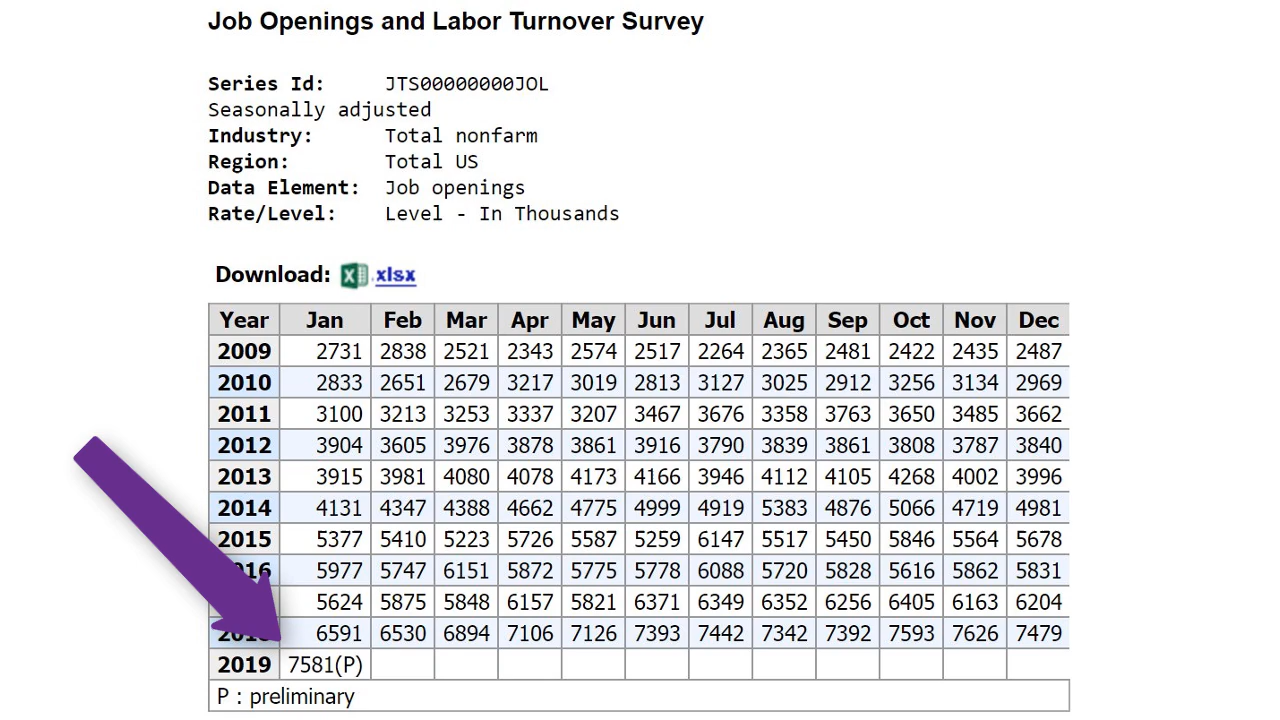 Job Openings and Labor Turnover Survey
Series Id: JTS00000000JOL
Seasonally adjusted
Industry: Total nonfarm
Region: Total US
Data Element: Job openings
Rate/Level: Level - In Thousands
Download: .xlsx
Year Jan Feb Mar Apr May Jun Jul Aug Sep Oct Nov Dec
2009 2731 2838 2521 2343 2574 2517 2264 2365 2481 2422 2435 2487
2010 2833 2651 2679 3217 3019 2813 3127 3025 2912 3256 3134 2969
2011 3100 3213 3253 3337 3207 3467 3676 3358 3763 3650 3485 3662
2012 3904 3605 3976 3878 3861 3916 3790 3839 3861 3808 3787 3840
2013 3915 3981 4080 4078 4173 4166 3946 4112 4105 4268 4002 3996
2014 4131 4347 4388 4662 4775 4999 4919 5383 4876 5066 4719 4981
2015 5377 5410 5223 5726 5587 5259 6147 5517 5450 5846 5564 5678
2016 5977 5747 6151 5872 5775 5778 6088 5720 5828 5616 5862 5831
5624 5875 5848 6157 5821 6371 6349 6352 6256 6405 6163 6204
2018 6591 6530 6894 7106 7126 7393 7442 7342 7392 7593 7626 7479
2019 7581(P)
P : preliminary